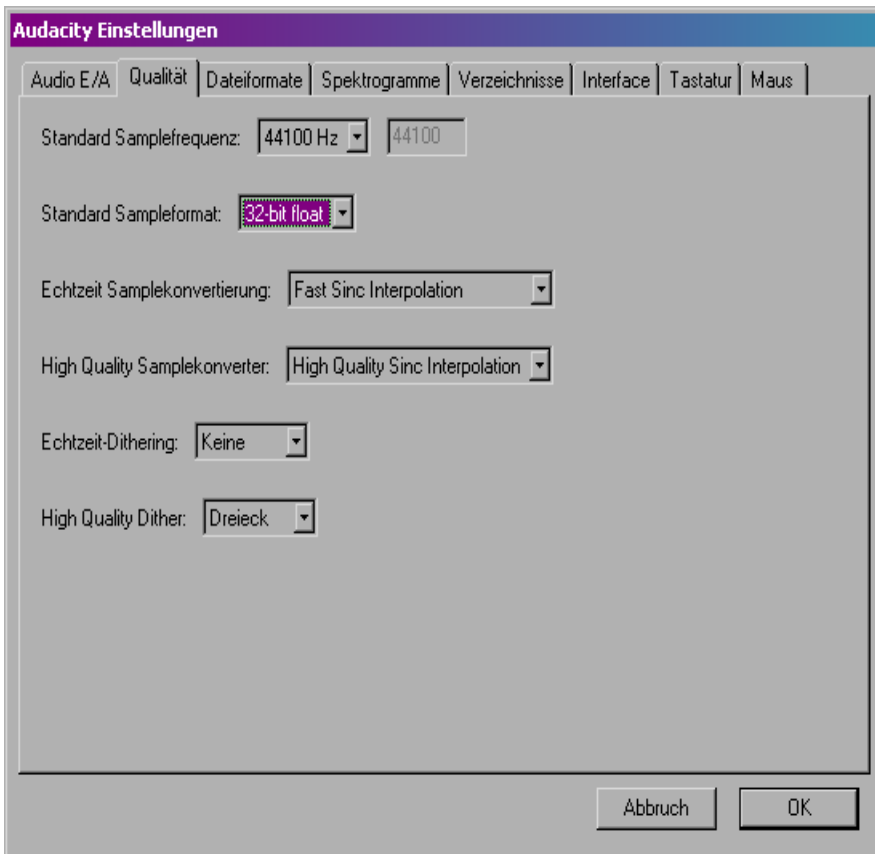 Audacity Einstellungen
Audio E/A Qualität Dateiformate Spektrogramme Verzeichnisse Interface Tastatur Maus
Standard Samplefrequenz: 44100 Hz 44100
Standard Sampleformat: 32-bit float
Echtzeit Samplekonvertierung: Fast Sinc Interpolation
High Quality Samplekonverter: High Quality Sinc Interpolation
Echtzeit-Dithering: Keine
High Quality Dither: Dreieck
Abbruch OK